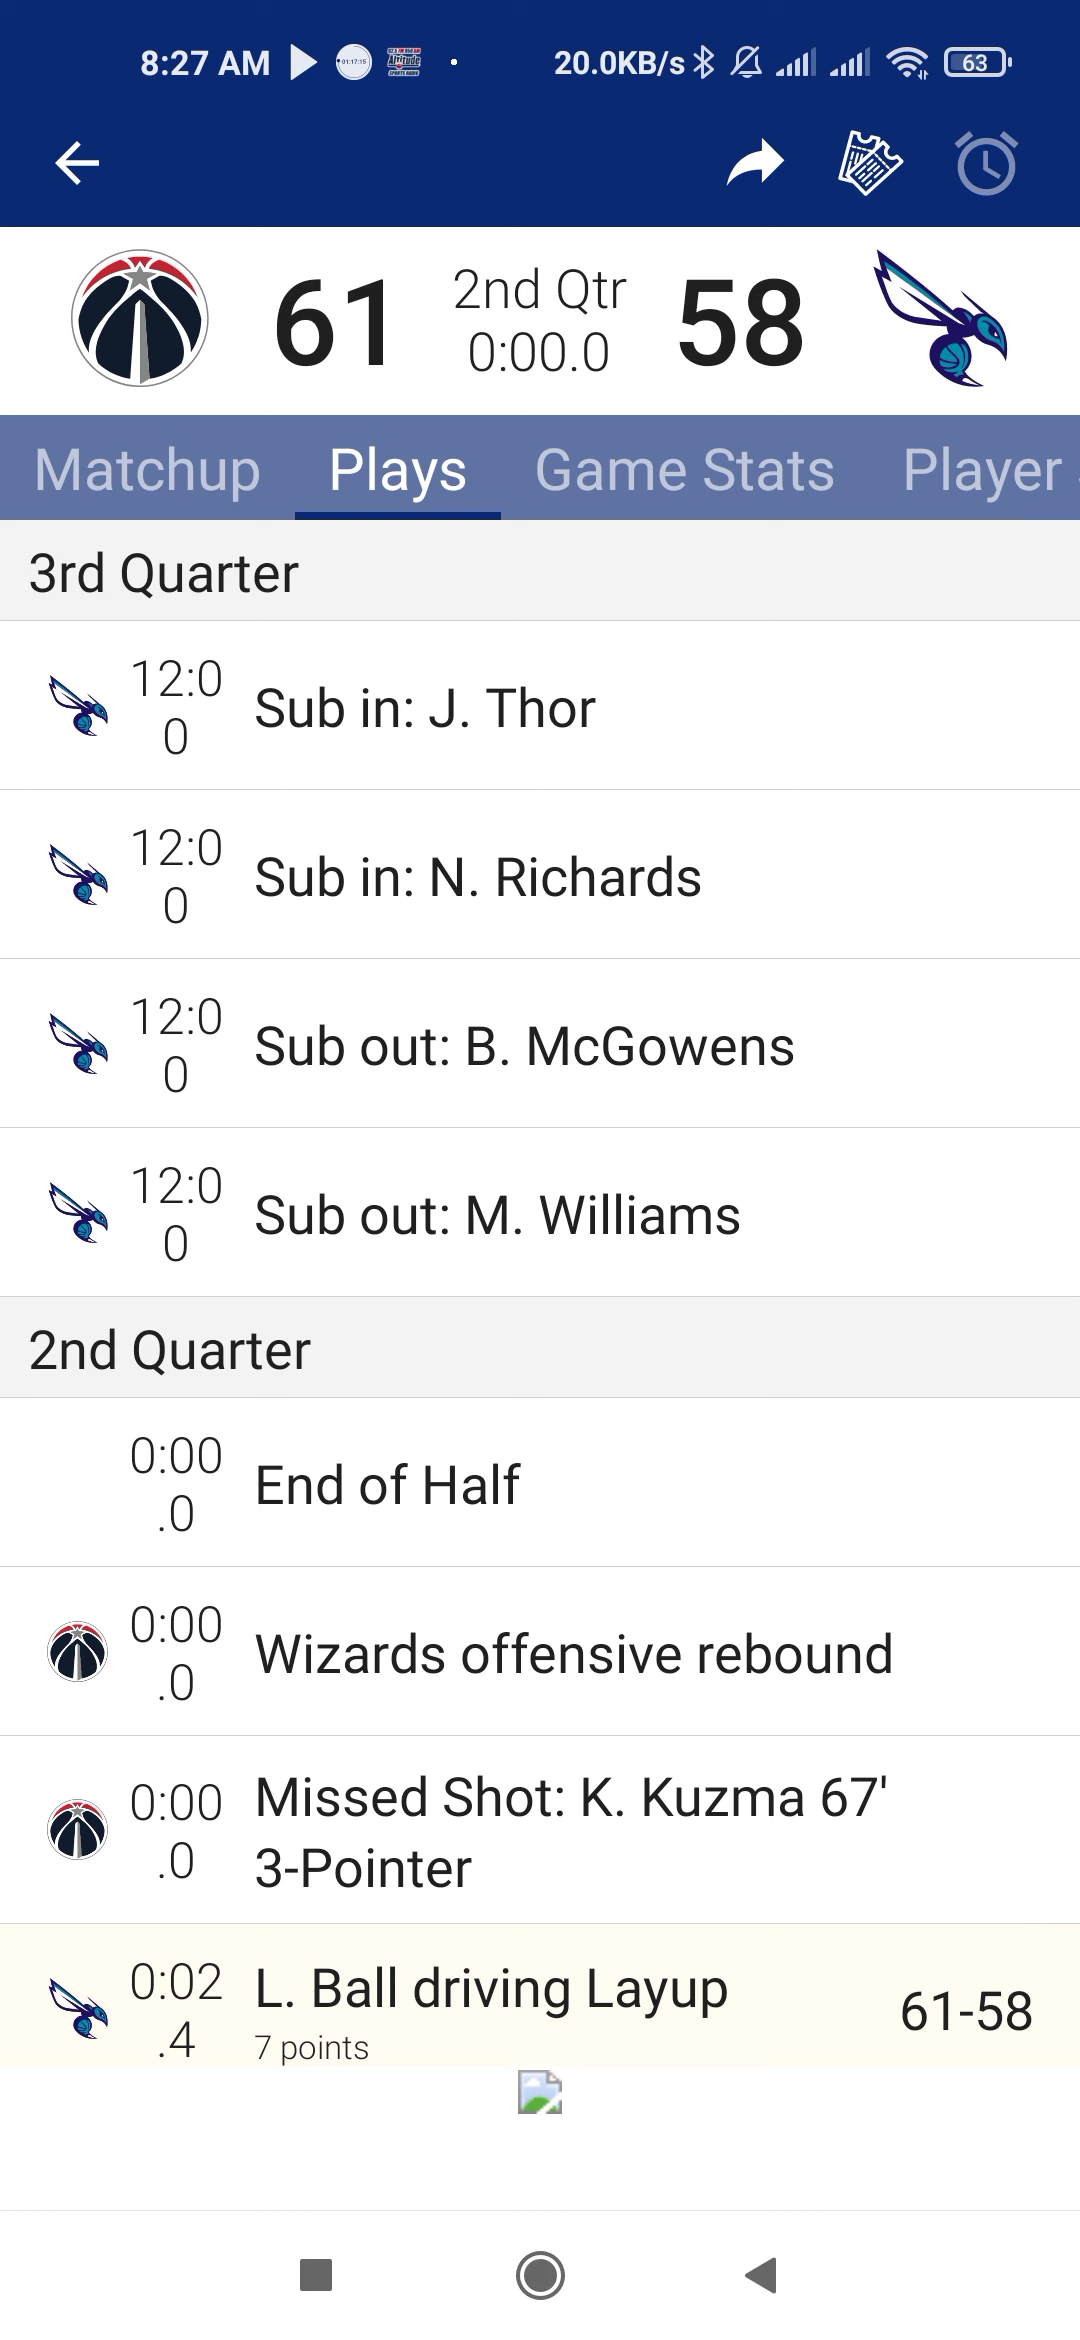 8:27 AM
20.0KB/s
63
61
2nd Qtr
0:00.0
58
Matchup
Plays
Game Stats
Player
3rd Quarter
12:0
0
Sub in: J. Thor
12:0
0
Sub in: N. Richards
12:0
0
Sub out: B. McGowens
12:0
0
Sub out: M. Williams
2nd Quarter
0:00
.0
End of Half
0:00
.0
Wizards offensive rebound
0:00
.0
Missed Shot: K. Kuzma 67'
3-Pointer
0:02
.4
L. Ball driving Layup
7 points
61-58